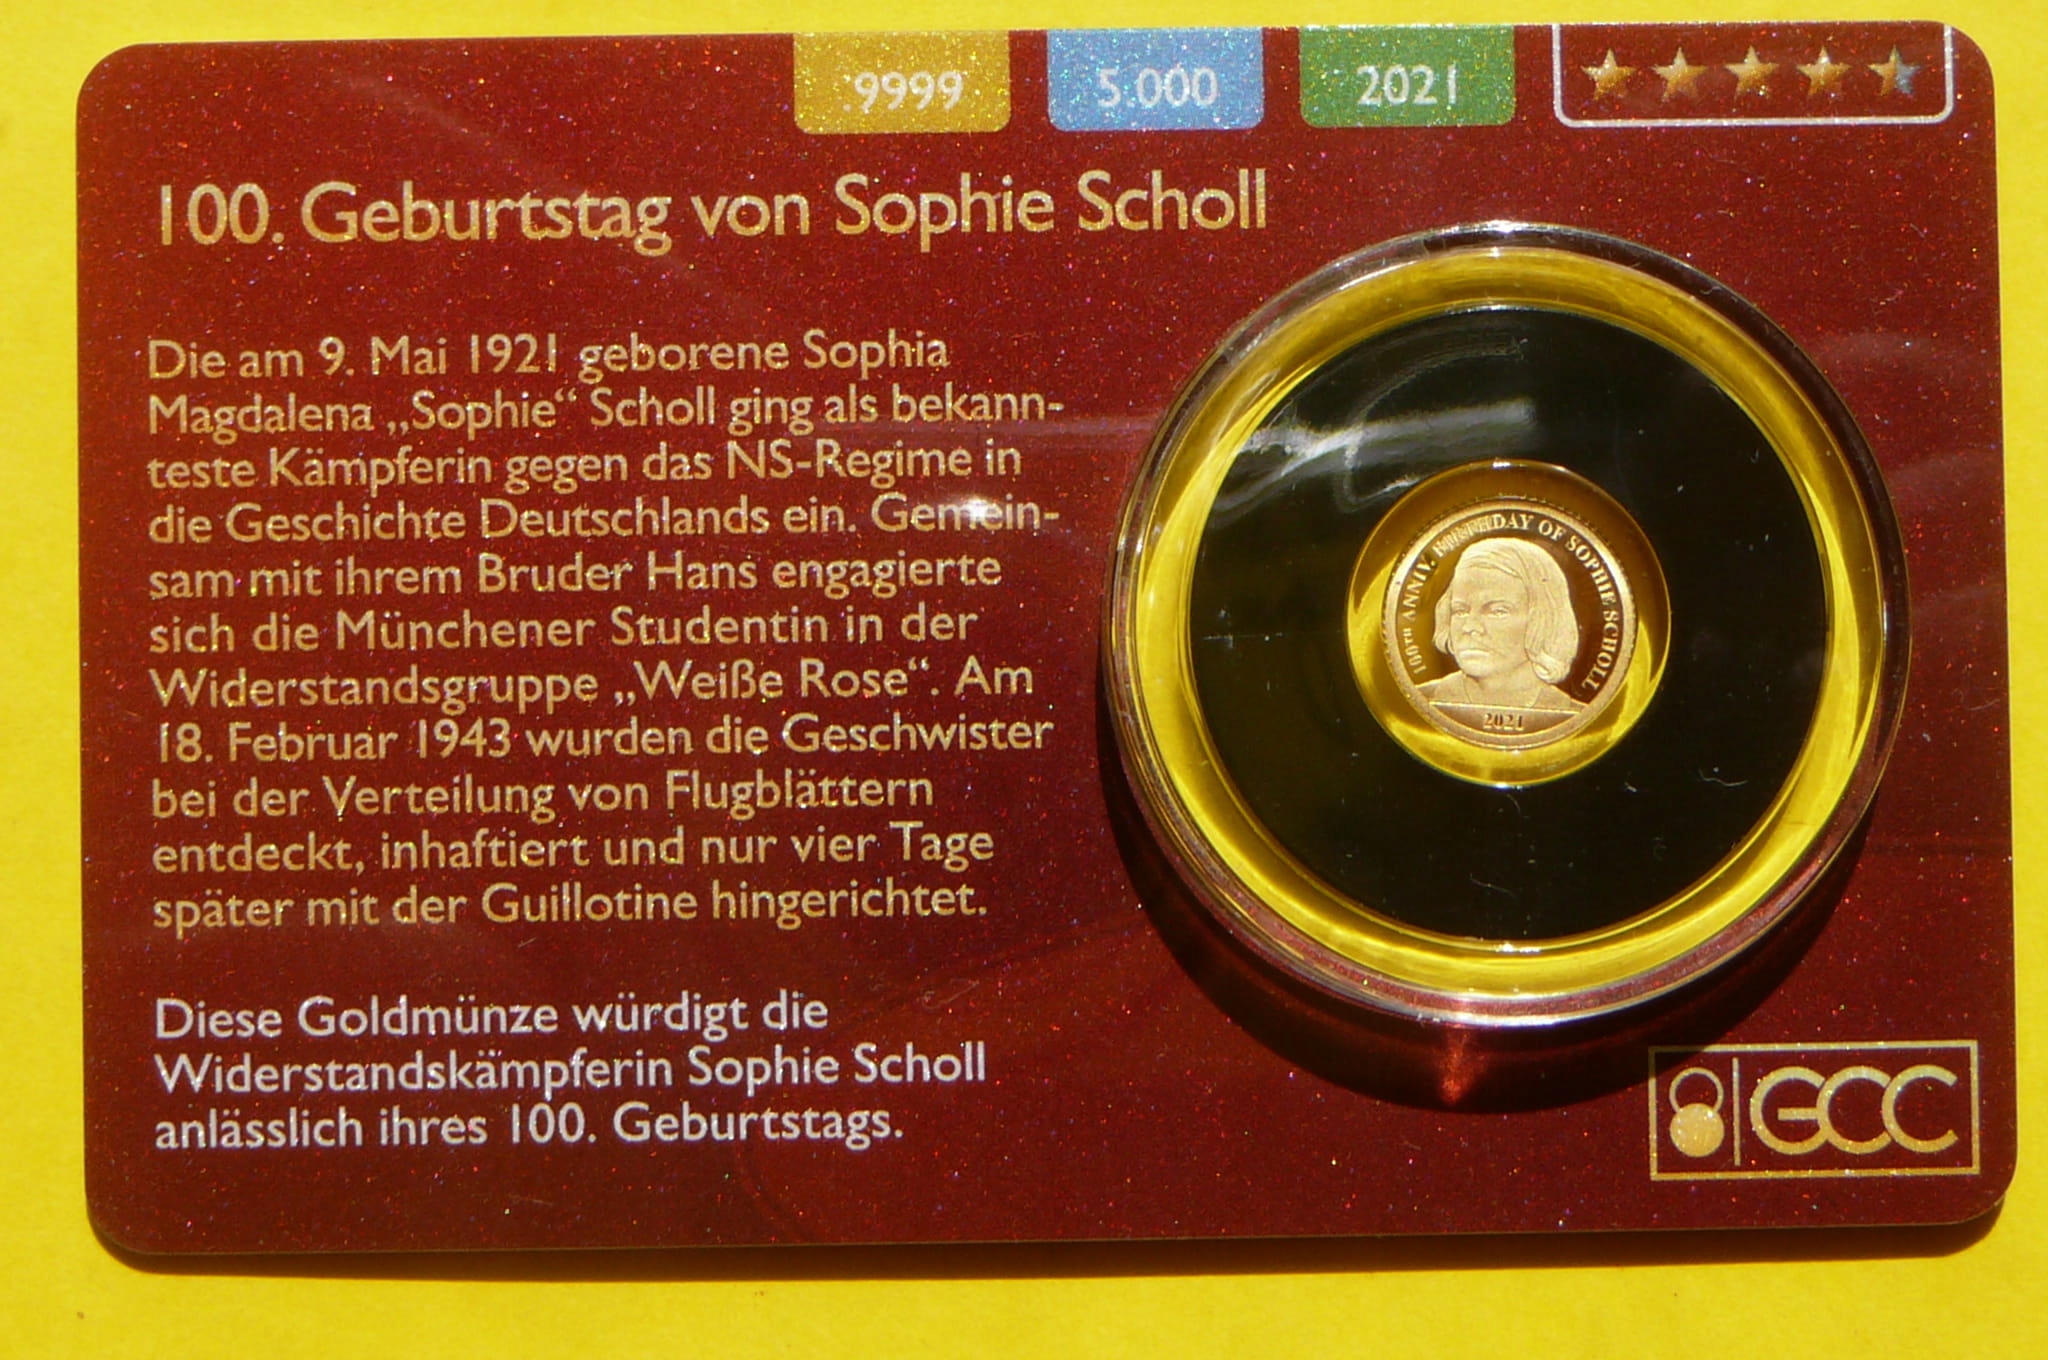 .9999
5.000
2021
100. Geburtstag von Sophie Scholl
Die am 9. Mai 1921 geborene Sophia
Magdalena „Sophie“ Scholl ging als bekann-
teste Kämpferin gegen das NS-Regime in
die Geschichte Deutschlands ein. Gemein-
sam mit ihrem Bruder Hans engagierte
sich die Münchener Studentin in der
Widerstandsgruppe „Weiße Rose“. Am
18. Februar 1943 wurden die Geschwister
bei der Verteilung von Flugblättern
entdeckt, inhaftiert und nur vier Tage
später mit der Guillotine hingerichtet.
Diese Goldmünze würdigt die
Widerstandskämpferin Sophie Scholl
anlässlich ihres 100. Geburtstags.
100TH ANNIV. BIRTHDAY OF SOPHIE SCHOLL
2021
GCC